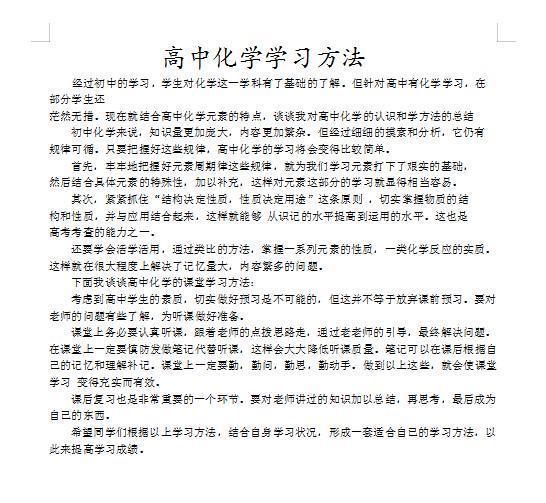 高中化学学习方法
经过初中的学习，学生对化学这一学科有了基础的了解。但针对高中有化学学习，在
部分学生还
茫然无措。现在就结合高中化学元素的特点，谈谈我对高中化学的认识和学方法的总结
初中化学来说，知识量更加庞大，内容更加繁杂。但经过细细的摸索和分析，它仍有
规律可循。只要把握好这些规律，高中化学的学习将会变得比较简单。
首先，牢牢地把握好元素周期律这些规律，就为我们学习元素打下了艰实的基础，
然后结合具体元素的特殊性，加以补充，这样对元素这部分的学习就显得相当容易。
其次，紧紧抓住“结构决定性质，性质决定用途”这条原则 ，切实掌握物质的结
构和性质，并与应用结合起来，这样就能够 从识记的水平提高到运用的水平。这也是
高考考查的能力之一。
还要学会活学活用，通过类比的方法，掌握一系列元素的性质，一类化学反应的实质。
这样就在很大程度上解决了记忆量大，内容繁多的问题。
下面我谈谈高中化学的课堂学习方法：
考虑到高中学生的素质，切实做好预习是不可能的，但这并不等于放弃课前预习。要对
老师的问题有些了解，为听课做好准备。
课堂上务必要认真听课，跟着老师的点拨思路走，通过老老师的引导，最终解决问题。
在课堂上一定要慎防发做笔记代替听课，这样会大大降低听课质量。笔记可以在课后根据自
己的记忆和理解补记。课堂上一定要勤，勤问，勤思，勤动手。做到以上这些，就会使课堂
学习 变得充实而有效。
课后复习也是非常重要的一个环节。要对老师讲过的知识加以总结，再思考，最后成为
自己的东西。
希望同学们根据以上学习方法，结合自身学习状况，形成一套适合自已的学习方法，以
此来提高学习成绩。